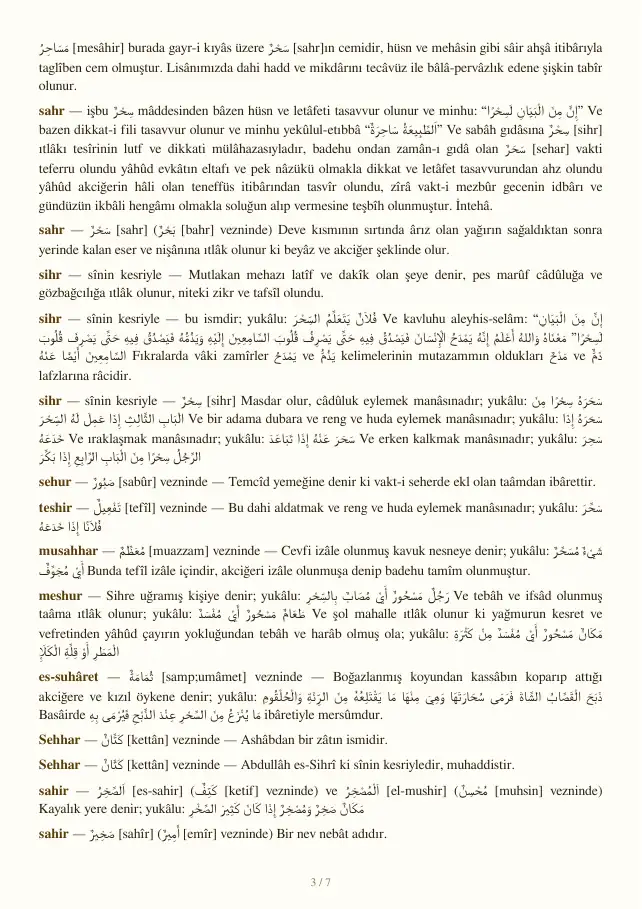 مَسَاحِرُ [mesâhir] burada gayr-i kıyâs üzere سَحْرٌ [sahr]ın cemidir, hüsn ve mehâsin gibi sâir ahşâ itibârıyla
taglîben cem olmuştur. Lisânımızda dahi hadd ve mikdârını tecâvüz ile bâlâ-pervâzlık edene şişkin tabîr
olunur.
sahr — işbu سِحْرٌ mâddesinden bâzen hüsn ve letâfeti tasavvur olunur ve minhu: “إِنَّ مِنَ الْبَيَانِ لَسِحْرًا” Ve
bazen dikkat-i fili tasavvur olunur ve minhu yekûlul-etıbbâ “اَلطَّبِيعَةُ سَاحِرَةٌ” Ve sabâh gıdâsına سِحْرٌ [sihr]
ıtlâkı tesîrinin lutf ve dikkati mülâhazasıyladır, badehu ondan zamân-ı gıdâ olan سَحَرٌ [sehar] vakti
teferru olundu yâhûd evkâtın eltafı ve pek nâzükü olmakla dikkat ve letâfet tasavvurundan ahz olundu
yâhûd akciğerin hâli olan teneffüs itibârından tasvîr olundu, zîrâ vakt-i mezbûr gecenin idbârı ve
gündüzün ikbâli hengâmı olmakla soluğun alıp vermesine teşbîh olunmuştur. İntehâ.
sahr — سَحْرٌ [sahr] (بَحْرٌ [bahr] vezninde) Deve kısmının sırtında ârız olan yağırın sağaldıktan sonra
yerinde kalan eser ve nişânına ıtlâk olunur ki beyâz ve akciğer şeklinde olur.
sihr — sînin kesriyle — Mutlakan mehazı latîf ve dakîk olan şeye denir, pes marûf câdûluğa ve
gözbağcılığa ıtlâk olunur, niteki zikr ve tafsîl olundu.
sihr — sînin kesriyle — bu ismdir; yukâlu: فُلاَنٌ يَتَعَلَّمُ السِّحْرَ Ve kavluhu aleyhis-selâm: “إِنَّ مِنَ الْبَيَانِ
لَسِحْرًا” مَعْنَاهُ وَاللهُ أَعْلَمُ إِنَّهُ يَمْدَحُ الْإِنْسَانَ فَيَصْدُقُ فِيهِ حَتَّى يَصْرِفَ قُلُوبَ السَّامِعِينَ إِلَيْهِ وَيَذُمُّهُ فَيَصْدُقُ فِيهِ حَتَّى يَصْرِفَ قُلُوبَ
السَّامِعِينَ أَيْضًا عَنْهُ Fıkralarda vâki zamîrler يَمْدَحُ ve يَذُمُّ kelimelerinin mutazammın oldukları مَدْحٌ ve ذَمٌّ
lafzlarına râcidir.
sihr — sînin kesriyle — سِحْرٌ [sihr] Masdar olur, câdûluk eylemek manâsınadır; yukâlu: سَحَرَهُ سِحْرًا مِنَ
الْبَابِ الثَّالِثِ إِذَا عَمِلَ لَهُ السِّحْرَ Ve bir adama dubara ve reng ve huda eylemek manâsınadır; yukâlu: سَحَرَهُ إِذَا
خَدَعَهُ Ve ıraklaşmak manâsınadır; yukâlu: سَحَرَ عَنْهُ إِذَا تَبَاعَدَ Ve erken kalkmak manâsınadır; yukâlu: سَحِرَ
الرَّجُلُ سِحْرًا مِنَ الْبَابِ الرَّابِعِ إِذَا بَكَّرَ
sehur — صَبُورٌ [sabûr] vezninde — Temcîd yemeğine denir ki vakt-i seherde ekl olan taâmdan ibârettir.
teshir — تَفْعِيلٌ [tefîl] vezninde — Bu dahi aldatmak ve reng ve huda eylemek manâsınadır; yukâlu: سَحَّرَ
فُلاَنًا إِذَا خَدَعَهُ
musahhar — مُعَظَّمٌ [muazzam] vezninde — Cevfi izâle olunmuş kavuk nesneye denir; yukâlu: شَيْءٌ مُسَحَّرٌ
أَيْ مُجَوَّفٌ Bunda tefîl izâle içindir, akciğeri izâle olunmuşa denip badehu tamîm olunmuştur.
meshur — Sihre uğramış kişiye denir; yukâlu: رَجُلٌ مَسْحُورٌ أَيْ مُصَابٌ بِالسِّحْرِ Ve tebâh ve ifsâd olunmuş
taâma ıtlâk olunur; yukâlu: طَعَامٌ مَسْحُورٌ أَيْ مُفْسَدٌ Ve şol mahalle ıtlâk olunur ki yağmurun kesret ve
vefretinden yâhûd çayırın yokluğundan tebâh ve harâb olmuş ola; yukâlu: مَكَانٌ مَسْحُورٌ أَيْ مُفْسَدٌ مِنْ كَثْرَةِ
الْمَطَرِ أَوْ قِلَّةِ الْكَلَإِ
es-suhâret — ثُمَامَةٌ [samp;umâmet] vezninde — Boğazlanmış koyundan kassâbın koparıp attığı
akciğere ve kızıl öykene denir; yukâlu: ذَبَحَ الْقَصَّابُ الشَّاةَ فَرَمَى سُحَارَتَهَا وَهِيَ مِنْهَا مَا يَقْتَلِعُهُ مِنَ الرِّئَةِ وَالْحُلْقُومِ
Basâirde مَا يُنْزَعُ مِنَ السَّحْرِ عِنْدَ الذَّبْحِ فَيُرْمَى بِهِ ibâretiyle mersûmdur.
Sehhar — كَتَّانٌ [kettân] vezninde — Ashâbdan bir zâtın ismidir.
Sehhar — كَتَّانٌ [kettân] vezninde — Abdullâh es-Sihrî ki sînin kesriyledir, muhaddistir.
sahir — اَلصَّخِرُ [es-sahir] (كَتِفٌ [ketif] vezninde) ve اَلْمُصْخِرُ [el-mushir] (مُحْسِنٌ [muhsin] vezninde)
Kayalık yere denir; yukâlu: مَكَانٌ صَخِرٌ وَمُصْخِرٌ إِذَا كَانَ كَثِيرَ الصَّخْرِ
sahir — صَخِيرٌ [sahîr] (أَمِيرٌ [emîr] vezninde) Bir nev nebât adıdır.
3 / 7